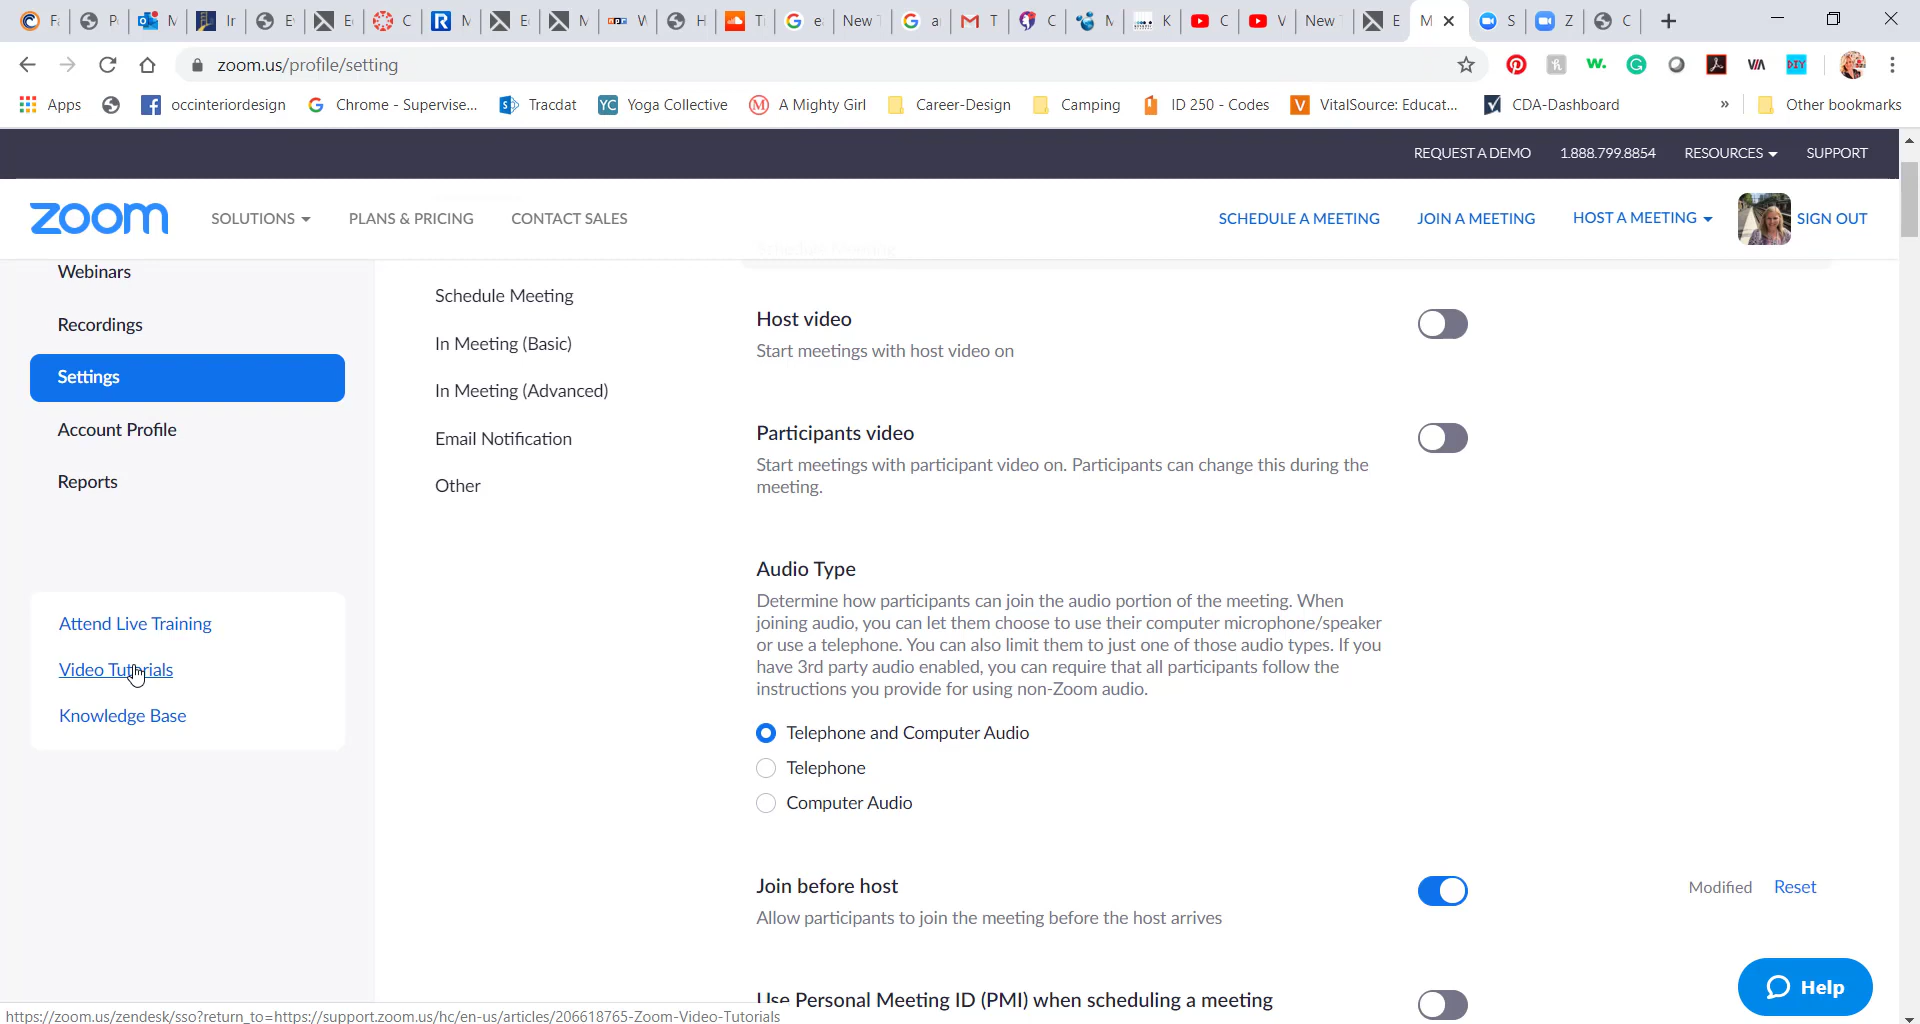 zoom.us/profile/setting
Apps
occinteriordesign
Chrome - Supervise...
Tracdat
YC Yoga Collective
A Mighty Girl
Career-Design
Camping
ID 250 - Codes
VitalSource: Educat...
CDA-Dashboard
»
Other bookmarks
REQUEST A DEMO
1.888.799.8854
RESOURCES
SUPPORT
zoom
SOLUTIONS
PLANS & PRICING
CONTACT SALES
SCHEDULE A MEETING
JOIN A MEETING
HOST A MEETING
SIGN OUT
Webinars
Recordings
Settings
Account Profile
Reports
Attend Live Training
Video Tutorials
Knowledge Base
Schedule Meeting
In Meeting (Basic)
In Meeting (Advanced)
Email Notification
Other
Schedule Meeting
Host video
Start meetings with host video on
Participants video
Start meetings with participant video on. Participants can change this during the
meeting.
Audio Type
Determine how participants can join the audio portion of the meeting. When
joining audio, you can let them choose to use their computer microphone/speaker
or use a telephone. You can also limit them to just one of those audio types. If you
have 3rd party audio enabled, you can require that all participants follow the
instructions you provide for using non-Zoom audio.
Telephone and Computer Audio
Telephone
Computer Audio
Join before host
Allow participants to join the meeting before the host arrives
Modified Reset
Use Personal Meeting ID (PMI) when scheduling a meeting
Help
https://zoom.us/zendesk/sso?return_to=https://support.zoom.us/hc/en-us/articles/206618765-Zoom-Video-Tutorials